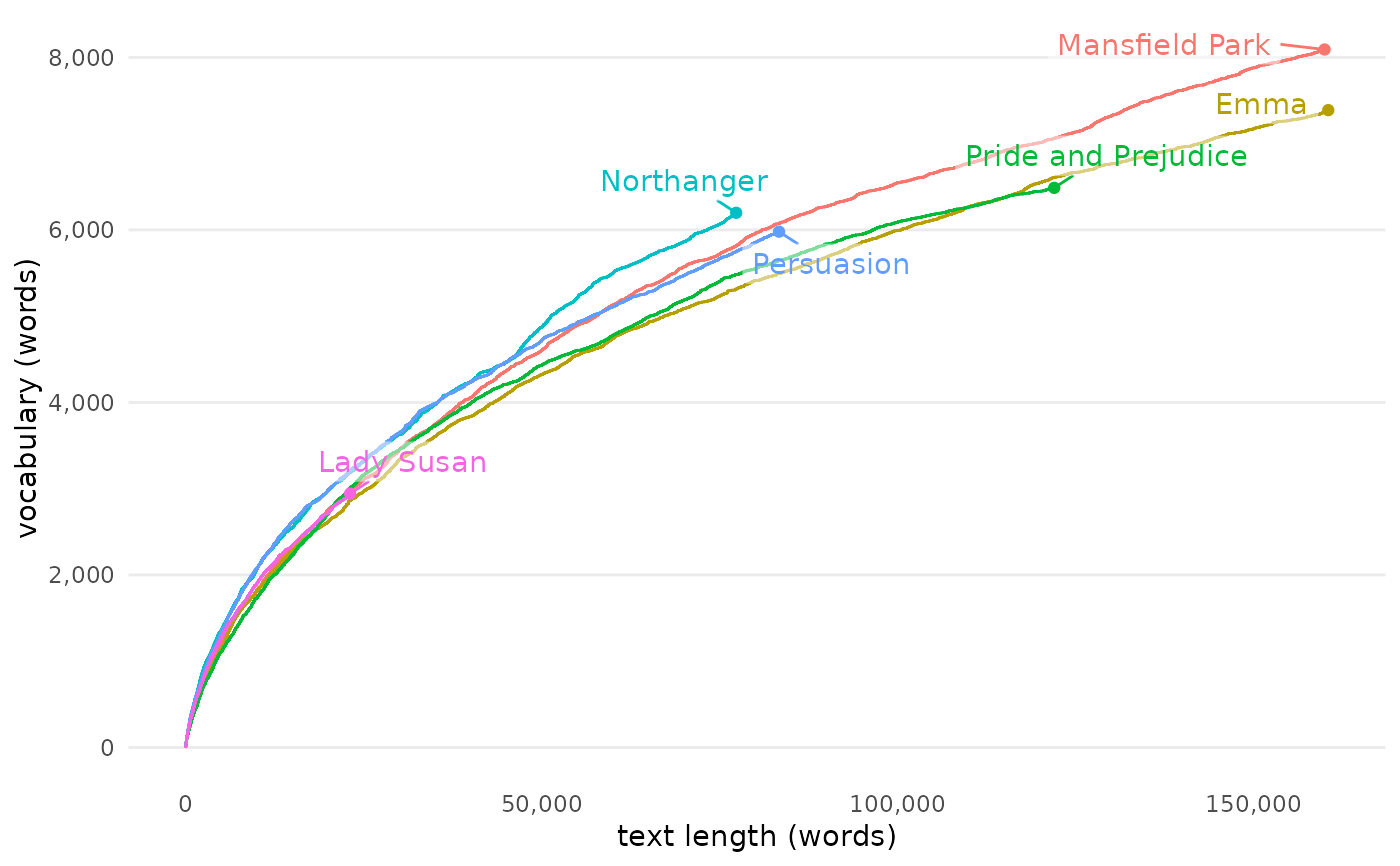 Mansfield Park
8,000
Emma
Pride and Prejudice
Northanger
6,000
Persuasion
vocabulary (words)
4,000
Lady Susan
2,000
0
0
50,000
100,000
150,000
text length (words)